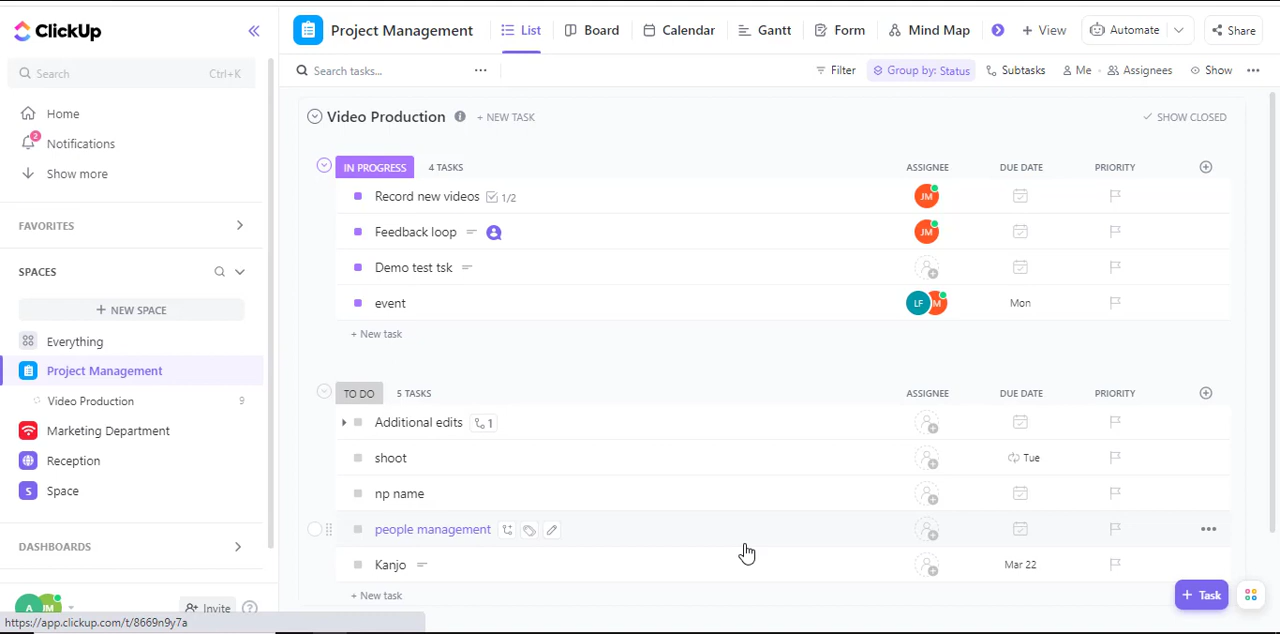 ClickUp
Project Management
List
Board
Calendar
Gantt
Form
Mind Map
+ View
Automate
Share
Search
Ctrl+K
Search tasks...
Filter
Group by: Status
Subtasks
Me
Assignees
Show
Home
2
Notifications
Show more
FAVORITES
SPACES
+ NEW SPACE
Everything
Project Management
Video Production 9
Marketing Department
Reception
S Space
DASHBOARDS
A JM
Invite
?
https://app.clickup.com/t/8669n9y7a
Video Production
+ NEW TASK
SHOW CLOSED
IN PROGRESS 4 TASKS ASSIGNEE DUE DATE PRIORITY
Record new videos 1/2 JM
Feedback loop JM
Demo test tsk
event LF M Mon
+ New task
TO DO 5 TASKS ASSIGNEE DUE DATE PRIORITY
Additional edits 1
shoot Tue
np name
people management
Kanjo Mar 22
+ New task
+ Task